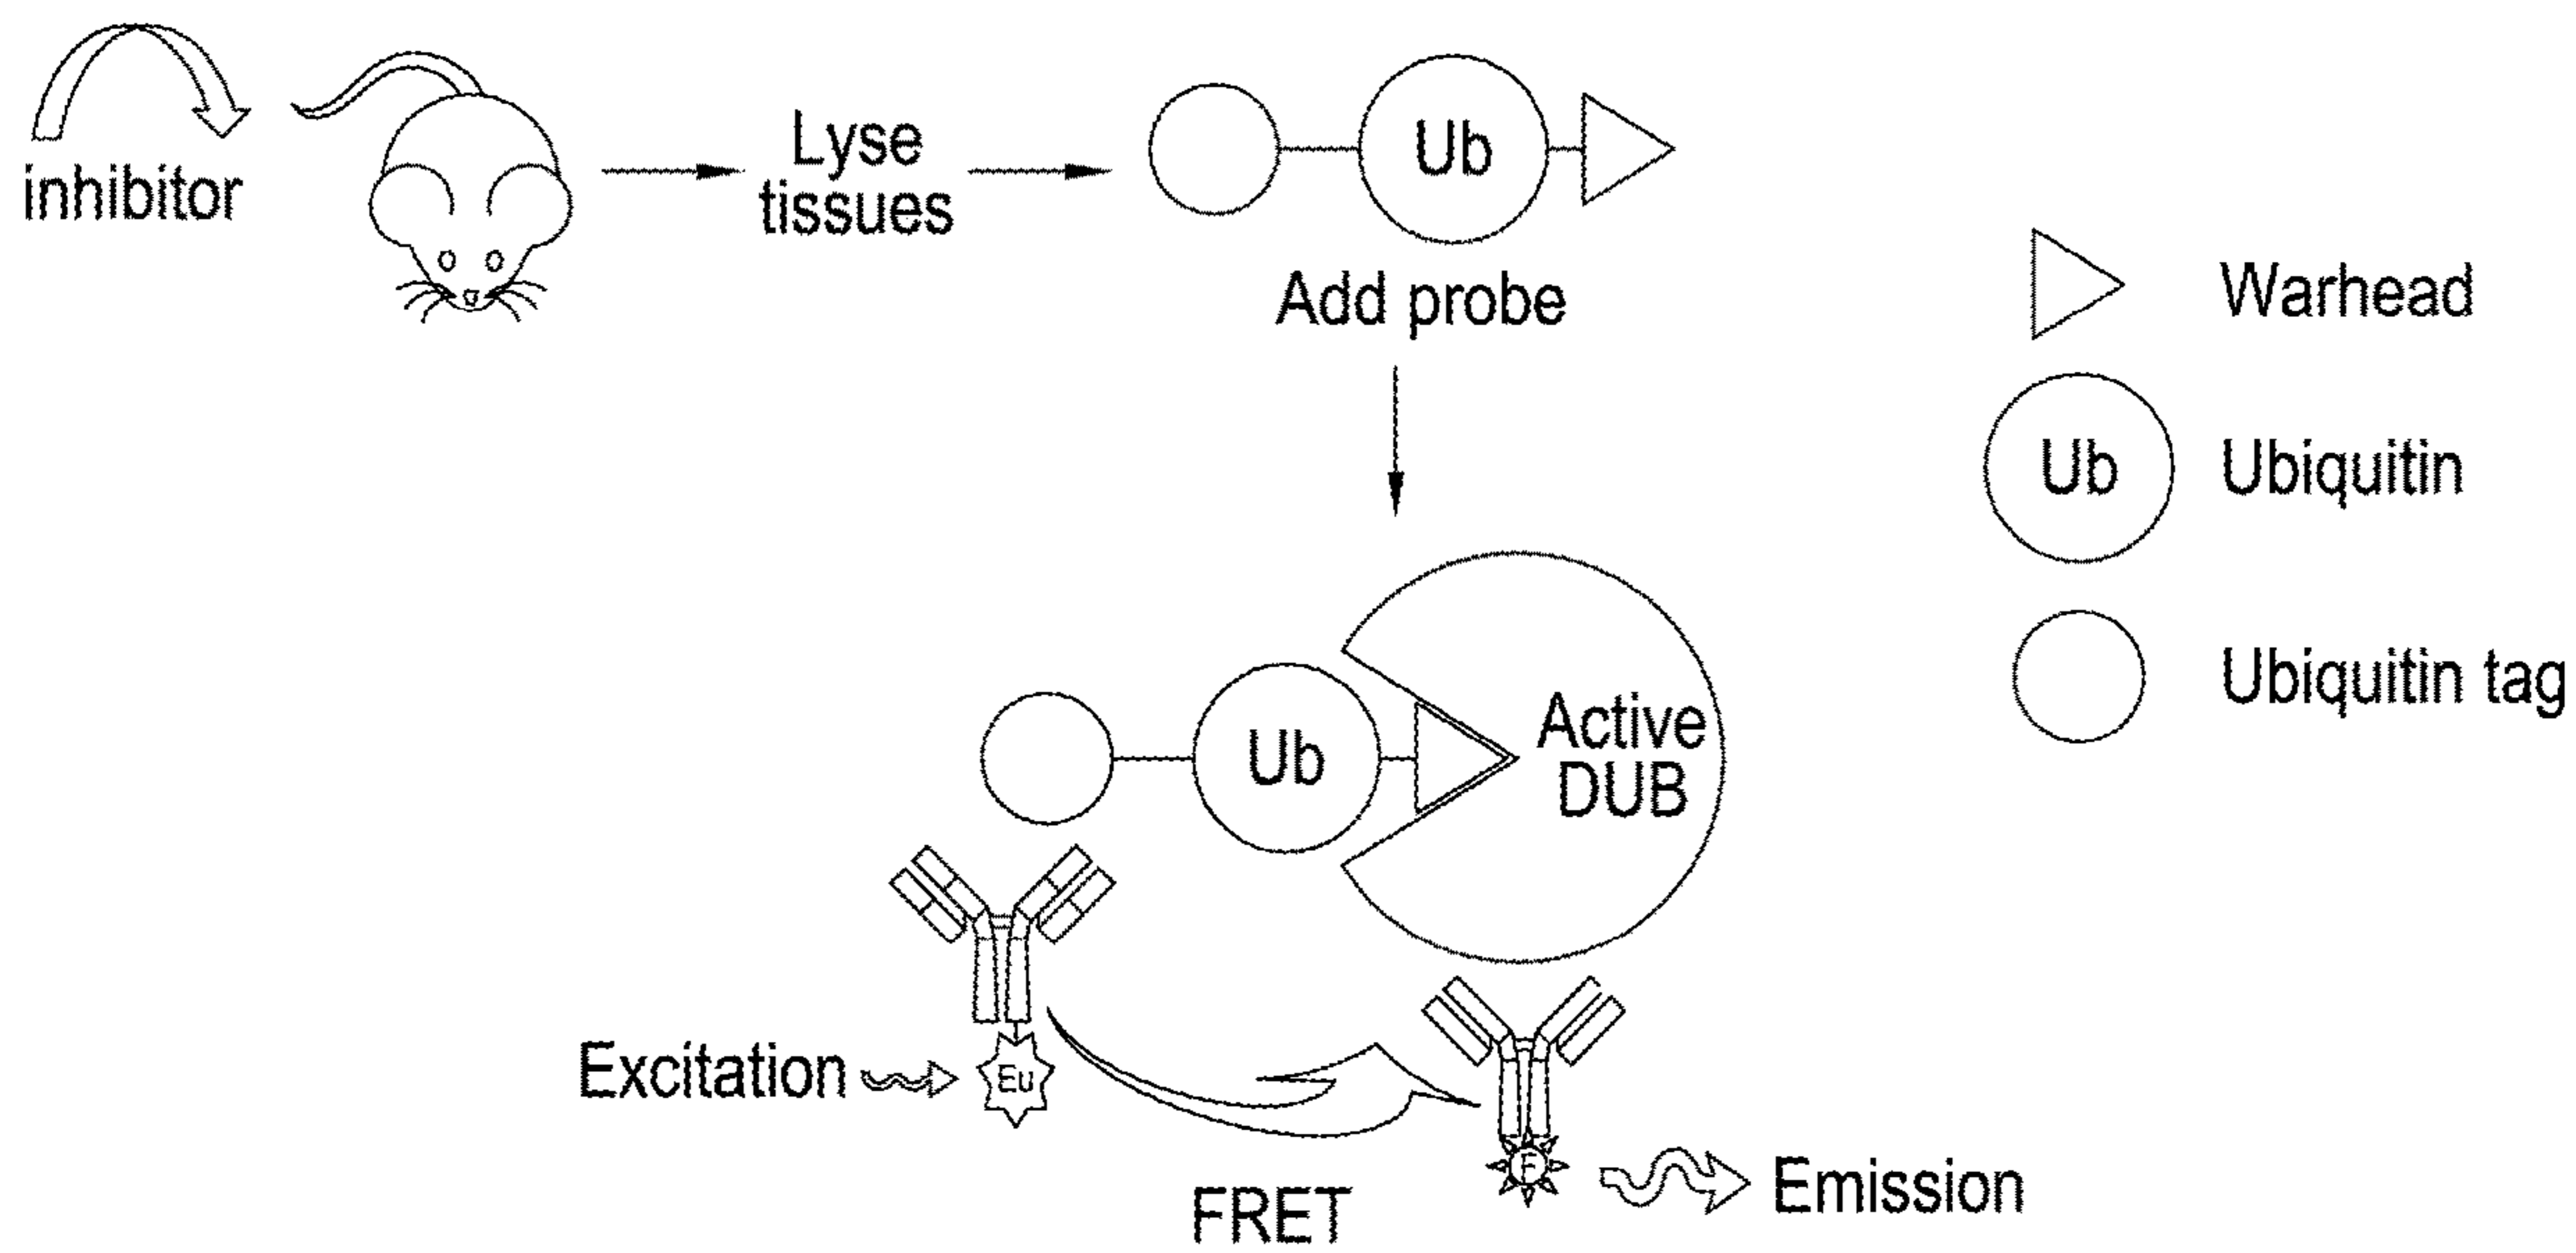 inhibitor
Lyse
tissues
Ub
Add probe
Warhead
Ub
Ubiquitin
Ubiquitin tag
Ub
Active
DUB
Excitation
Eu
F
FRET
Emission